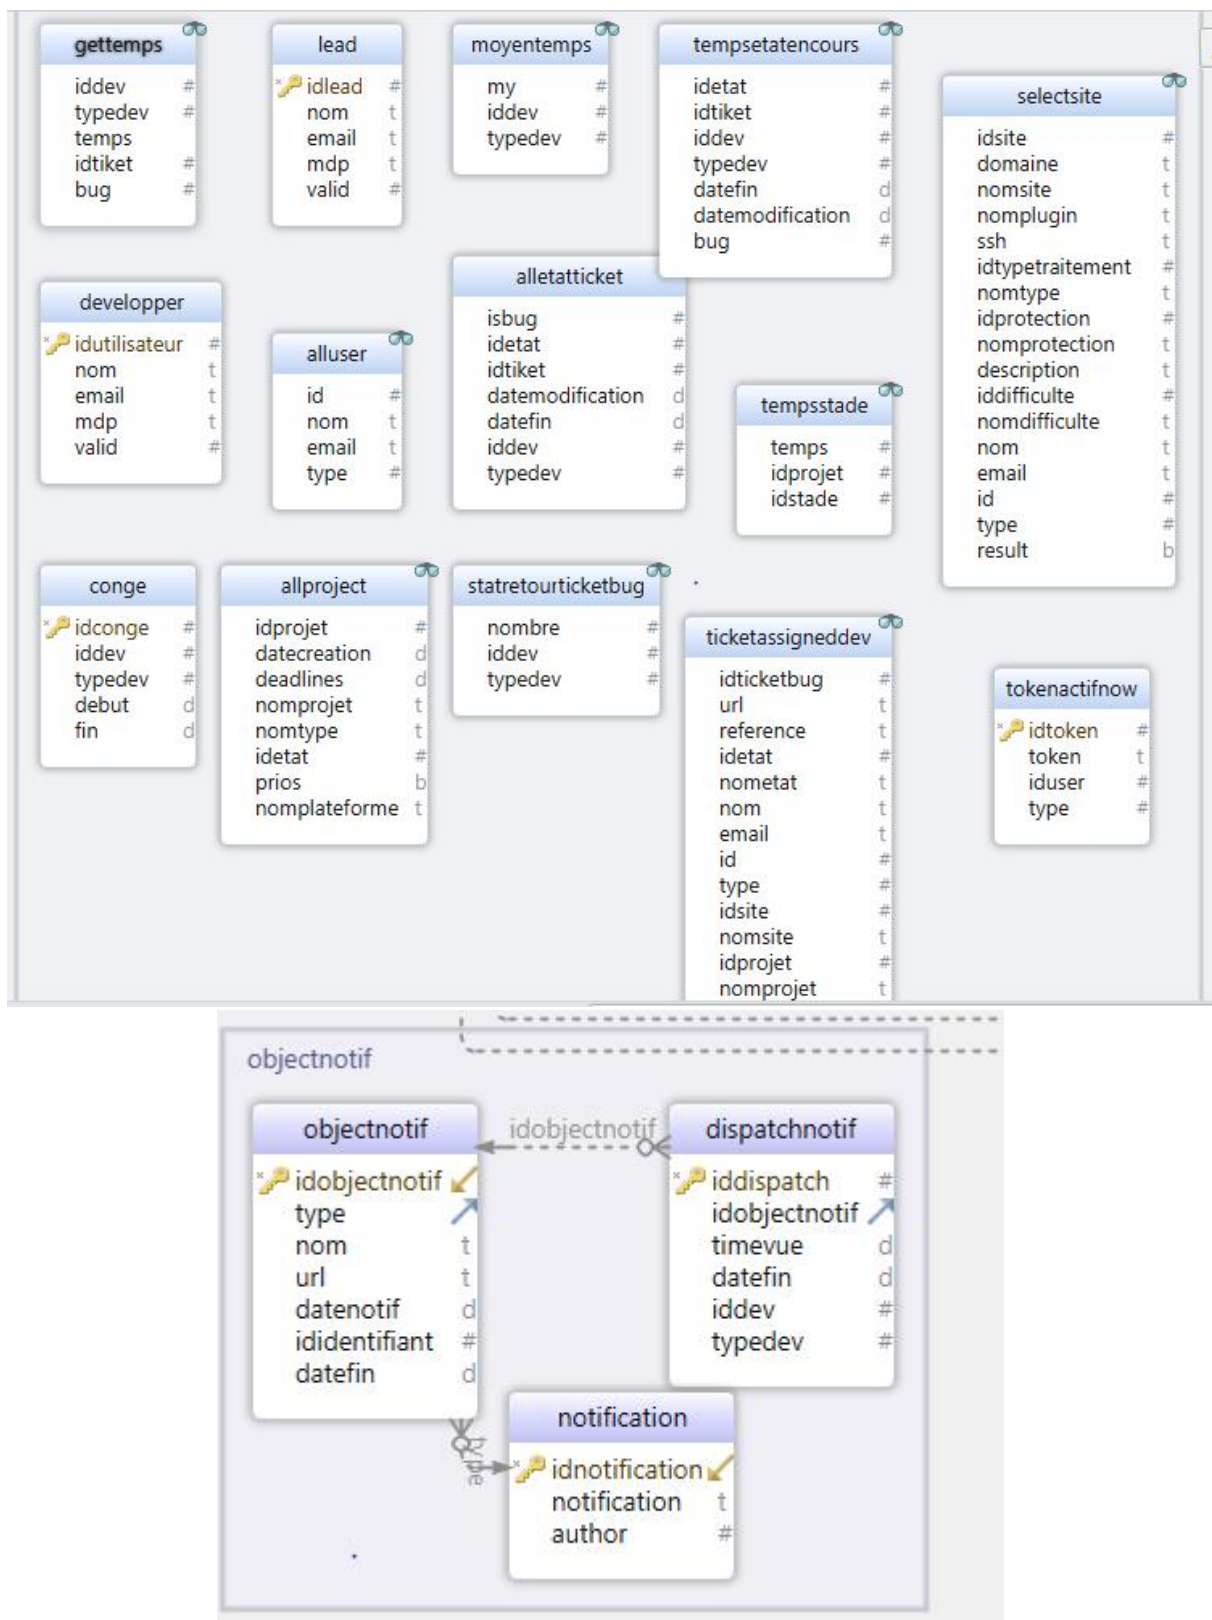 gettemps
iddev #
typedev #
temps
idtiket #
bug #
lead
idlead #
nom t
email t
mdp t
valid #
moyentemps
my #
iddev #
typedev #
tempsetatencours
idetat #
idtiket #
iddev #
typedev #
datefin d
datemodification d
bug #
selectsite
idsite #
domaine t
nomsite t
nomplugin t
ssh t
idtypetraitement #
nomtype t
idprotection #
nomprotection t
description t
iddifficulte #
nomdifficulte t
nom t
email t
id #
type #
result b
developper
idutilisateur #
nom t
email t
mdp t
valid #
alluser
id #
nom t
email t
type #
alletatticket
isbug #
idetat #
idtiket #
datemodification d
datefin d
iddev #
typedev #
tempsstade
temps #
idprojet #
idstade #
conge
idconge #
iddev #
typedev #
debut d
fin d
allproject
idprojet #
datecreation d
deadlines d
nomprojet t
nomtype t
idetat #
prios b
nomplateforme t
statretourticketbug
nombre #
iddev #
typedev #
ticketassigneddev
idticketbug #
url t
reference t
idetat #
nometat t
nom t
email t
id #
type #
idsite #
nomsite t
idprojet #
nomprojet t
tokenactifnow
idtoken #
token t
iduser #
type #
objectnotif
objectnotif
idobjectnotif
type
nom t
url t
datenotif d
ididentifiant #
datefin d
idobjectnotif
dispatchnotif
iddispatch #
idobjectnotif
timevue d
datefin d
iddev #
typedev #
type
notification
idnotification
notification t
author #